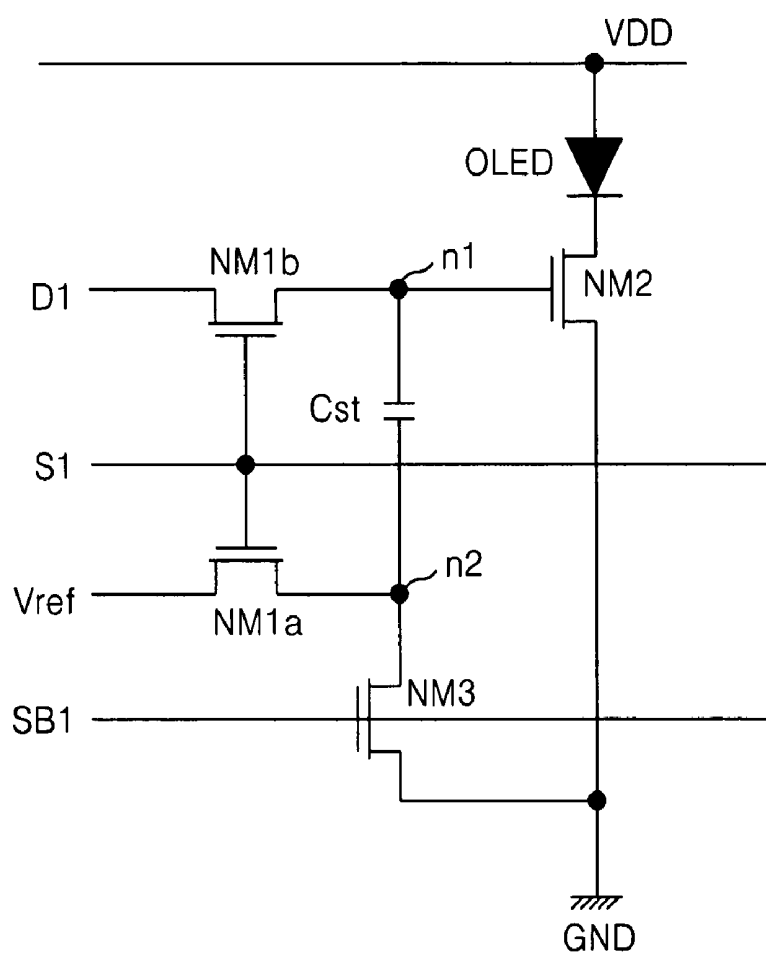 VDD
OLED
NM1b
n1
D1
NM2
Cst
S1
n2
Vref
NM1a
NM3
SB1
GND